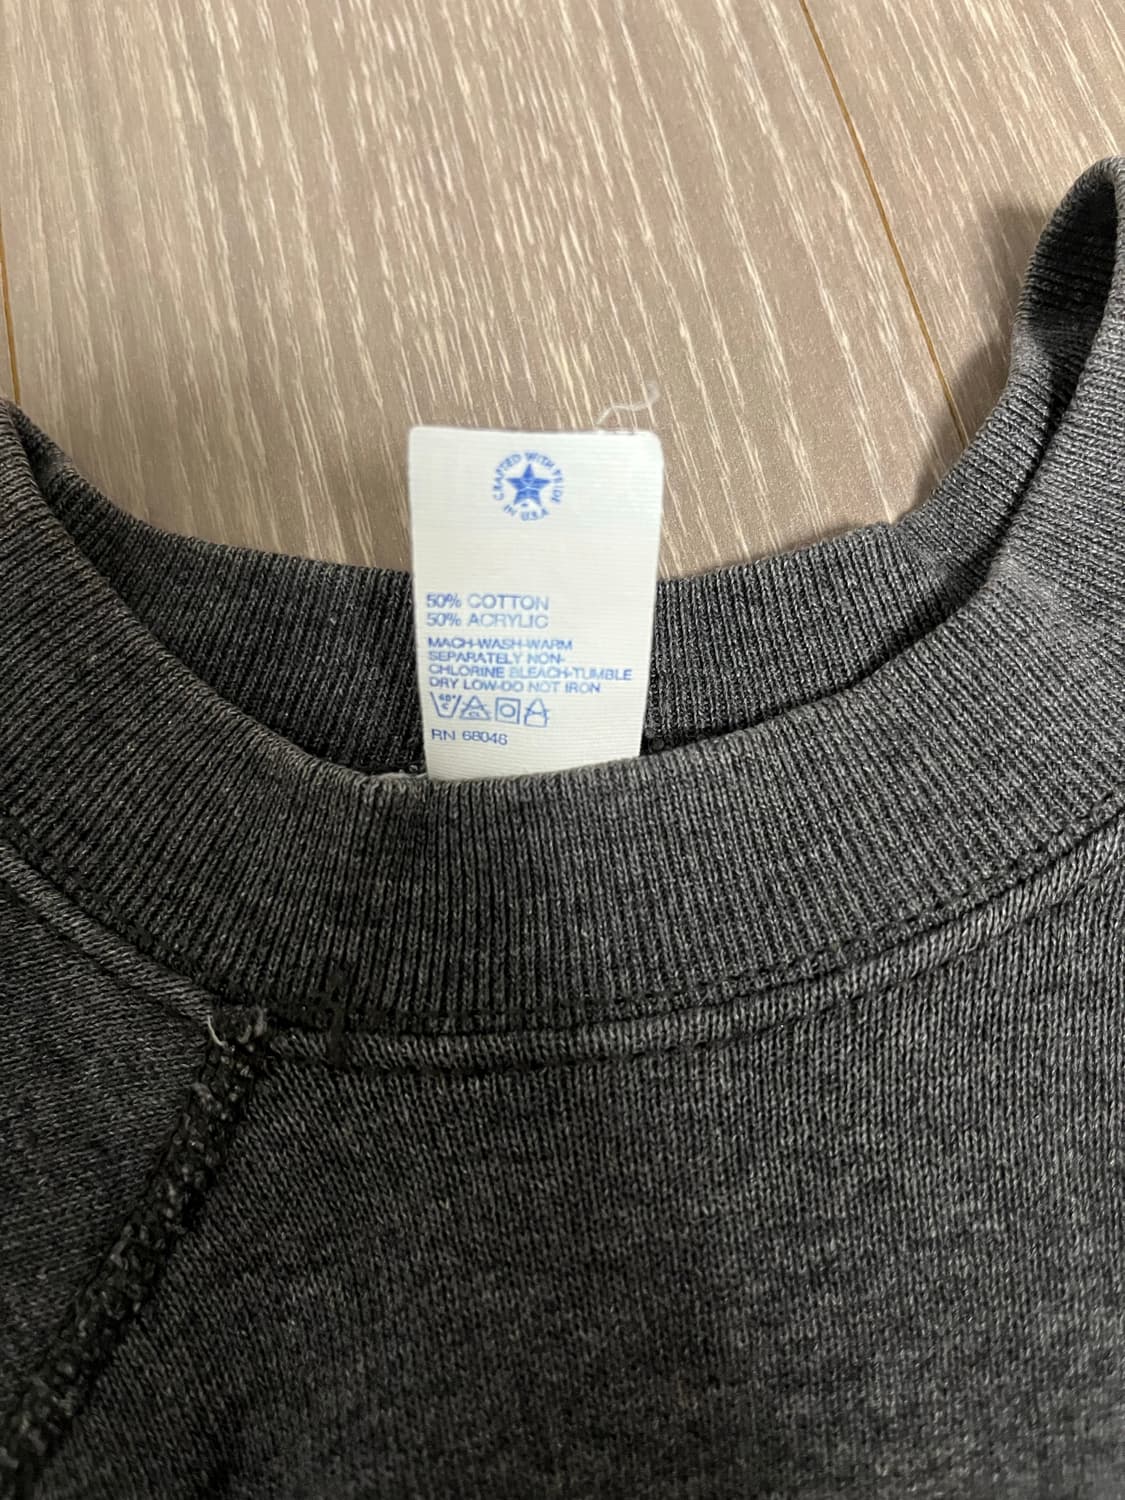 CRAFTED WITH PRIDE
IN U.S.A.
50% COTTON
50% ACRYLIC
MACH-WASH-WARM
SEPARATELY NON-
CHLORINE BLEACH-TUMBLE
DRY LOW-DO NOT IRON
RN 68046